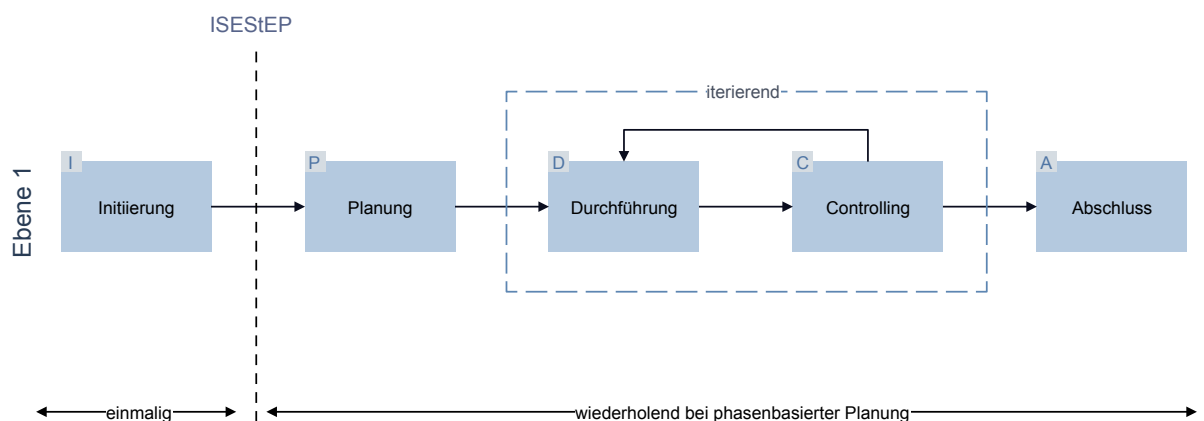 ISEStEP
iterierend
Ebene 1
I
Initiierung
P
Planung
D
Durchführung
C
Controlling
A
Abschluss
einmalig
wiederholend bei phasenbasierter Planung